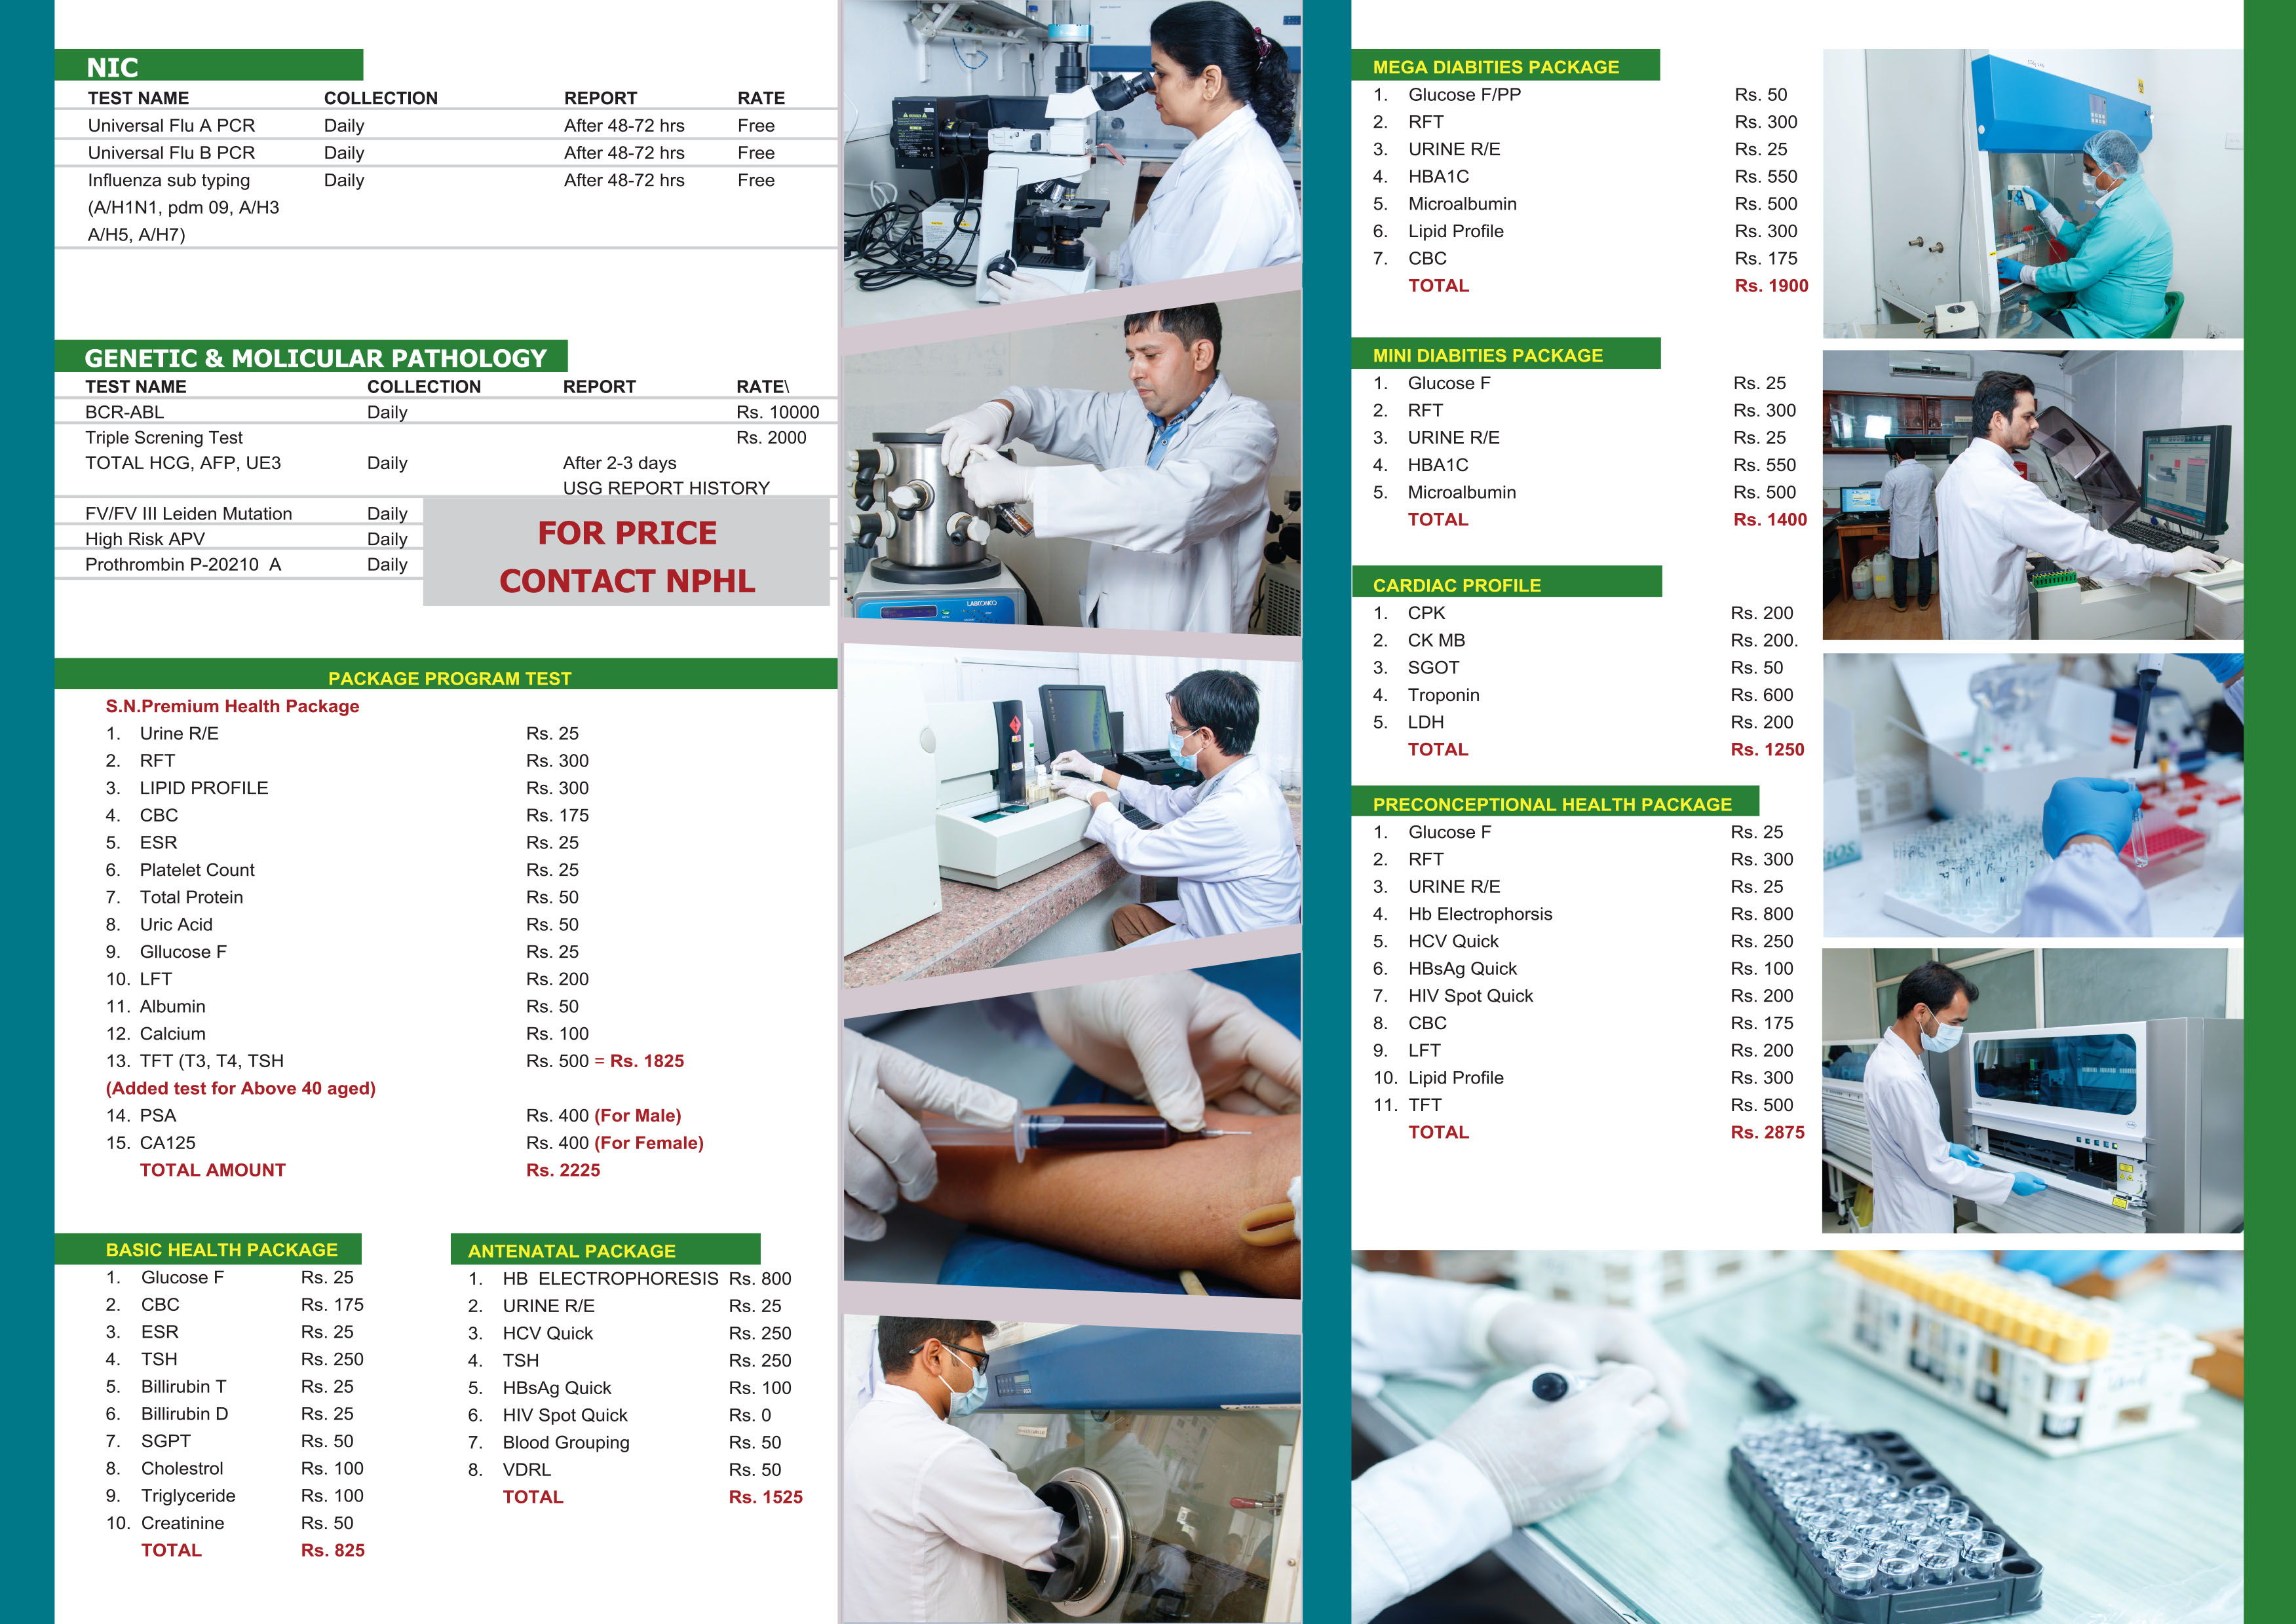 NIC
TEST NAME COLLECTION REPORT RATE
Universal Flu A PCR Daily After 48-72 hrs Free
Universal Flu B PCR Daily After 48-72 hrs Free
Influenza sub typing Daily After 48-72 hrs Free
(A/H1N1, pdm 09, A/H3
A/H5, A/H7)
GENETIC & MOLICULAR PATHOLOGY
TEST NAME COLLECTION REPORT RATE\
BCR-ABL Daily Rs. 10000
Triple Screning Test Rs. 2000
TOTAL HCG, AFP, UE3 Daily After 2-3 days
USG REPORT HISTORY
FV/FV III Leiden Mutation Daily
High Risk APV Daily
Prothrombin P-20210 A Daily
FOR PRICE
CONTACT NPHL
PACKAGE PROGRAM TEST
S.N.Premium Health Package
1. Urine R/E Rs. 25
2. RFT Rs. 300
3. LIPID PROFILE Rs. 300
4. CBC Rs. 175
5. ESR Rs. 25
6. Platelet Count Rs. 25
7. Total Protein Rs. 50
8. Uric Acid Rs. 50
9. Gllucose F Rs. 25
10. LFT Rs. 200
11. Albumin Rs. 50
12. Calcium Rs. 100
13. TFT (T3, T4, TSH Rs. 500 = Rs. 1825
(Added test for Above 40 aged)
14. PSA Rs. 400 (For Male)
15. CA125 Rs. 400 (For Female)
TOTAL AMOUNT Rs. 2225
BASIC HEALTH PACKAGE
1. Glucose F Rs. 25
2. CBC Rs. 175
3. ESR Rs. 25
4. TSH Rs. 250
5. Billirubin T Rs. 25
6. Billirubin D Rs. 25
7. SGPT Rs. 50
8. Cholestrol Rs. 100
9. Triglyceride Rs. 100
10. Creatinine Rs. 50
TOTAL Rs. 825
ANTENATAL PACKAGE
1. HB ELECTROPHORESIS Rs. 800
2. URINE R/E Rs. 25
3. HCV Quick Rs. 250
4. TSH Rs. 250
5. HBsAg Quick Rs. 100
6. HIV Spot Quick Rs. 0
7. Blood Grouping Rs. 50
8. VDRL Rs. 50
TOTAL Rs. 1525
LABCONCO
MEGA DIABITIES PACKAGE
1. Glucose F/PP Rs. 50
2. RFT Rs. 300
3. URINE R/E Rs. 25
4. HBA1C Rs. 550
5. Microalbumin Rs. 500
6. Lipid Profile Rs. 300
7. CBC Rs. 175
TOTAL Rs. 1900
MINI DIABITIES PACKAGE
1. Glucose F Rs. 25
2. RFT Rs. 300
3. URINE R/E Rs. 25
4. HBA1C Rs. 550
5. Microalbumin Rs. 500
TOTAL Rs. 1400
CARDIAC PROFILE
1. CPK Rs. 200
2. CK MB Rs. 200.
3. SGOT Rs. 50
4. Troponin Rs. 600
5. LDH Rs. 200
TOTAL Rs. 1250
PRECONCEPTIONAL HEALTH PACKAGE
1. Glucose F Rs. 25
2. RFT Rs. 300
3. URINE R/E Rs. 25
4. Hb Electrophorsis Rs. 800
5. HCV Quick Rs. 250
6. HBsAg Quick Rs. 100
7. HIV Spot Quick Rs. 200
8. CBC Rs. 175
9. LFT Rs. 200
10. Lipid Profile Rs. 300
11. TFT Rs. 500
TOTAL Rs. 2875